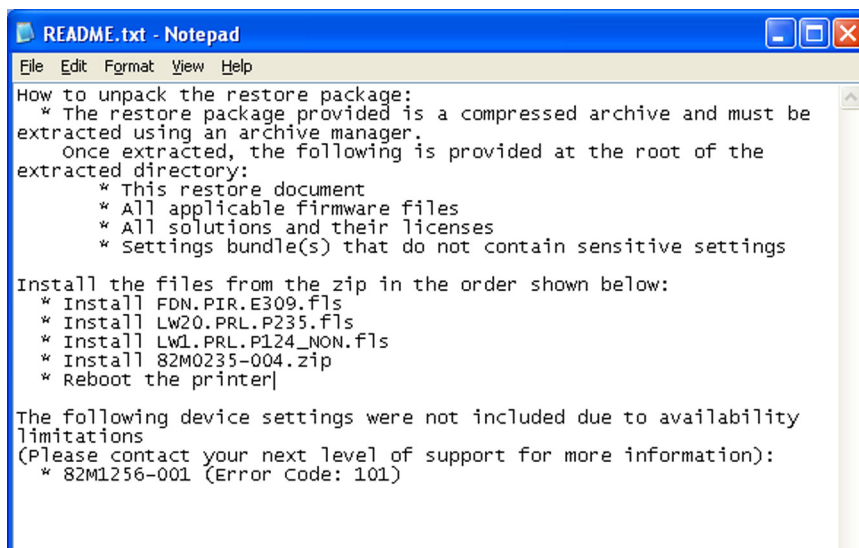 README.txt - Notepad
File Edit Format View Help
How to unpack the restore package:
* The restore package provided is a compressed archive and must be
extracted using an archive manager.
Once extracted, the following is provided at the root of the
extracted directory:
* This restore document
* All applicable firmware files
* All solutions and their licenses
* Settings bundle(s) that do not contain sensitive settings
Install the files from the zip in the order shown below:
* Install FDN.PIR.E309.fls
* Install LW20.PRL.P235.fls
* Install LW1.PRL.P124_NON.fls
* Install 82M0235-004.zip
* Reboot the printer
The following device settings were not included due to availability
limitations
(Please contact your next level of support for more information):
* 82M1256-001 (Error Code: 101)